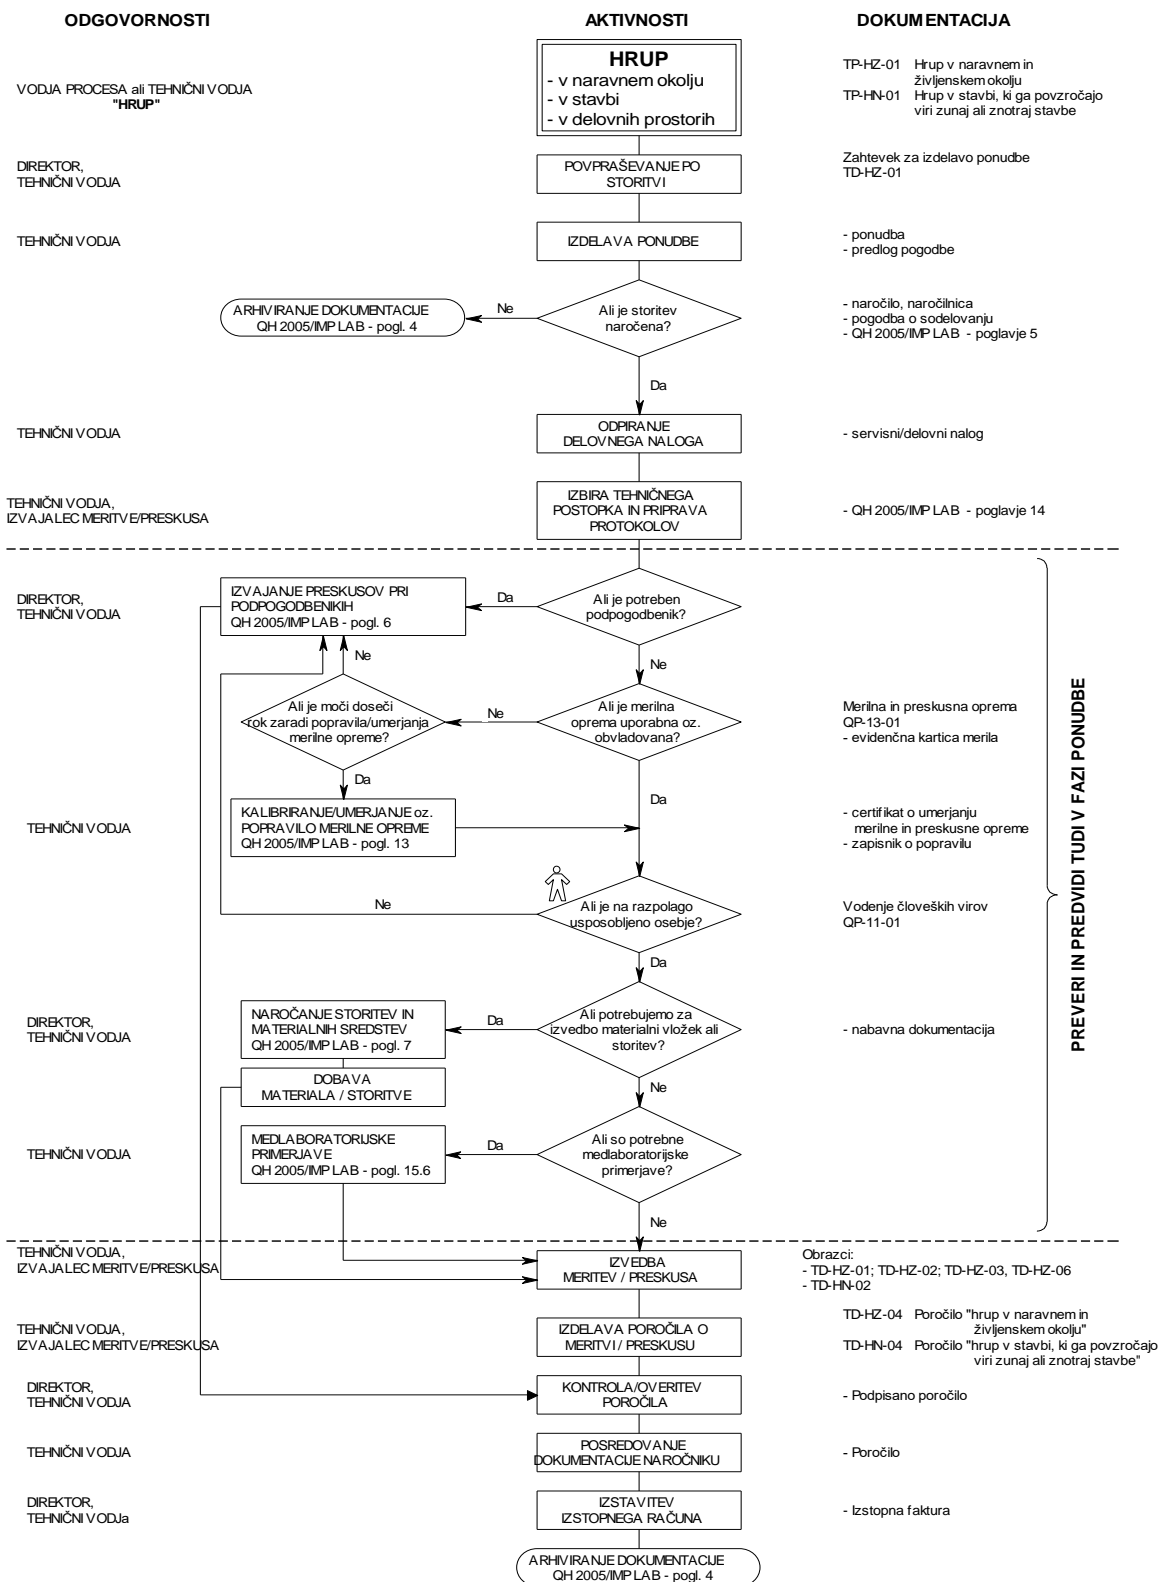 ODGOVORNOSTI
AKTIVNOSTI
DOKUMENTACIJA
VODJA PROCESA ali TEHNIČNI VODJA
"HRUP"
HRUP
- v naravnem okolju
- v stavbi
- v delovnih prostorih
TP-HZ-01 Hrup v naravnem in
življenskem okolju
TP-HN-01 Hrup v stavbi, ki ga povzročajo
viri zunaj ali znotraj stavbe
DIREKTOR,
TEHNIČNI VODJA
POVPRAŠEVANJE PO
STORITVI
Zahtevek za izdelavo ponudbe
TD-HZ-01
TEHNIČNI VODJA
IZDELAVA PONUDBE
- ponudba
- predlog pogodbe
ARHIVIRANJE DOKUMENTACIJE
QH 2005/IMP LAB - pogl. 4
Ne
Ali je storitev
naročena?
- naročilo, naročilnica
- pogodba o sodelovanju
- QH 2005/IMP LAB - poglavje 5
Da
TEHNIČNI VODJA
ODPIRANJE
DELOVNEGA NALOGA
- servisni/delovni nalog
TEHNIČNI VODJA,
IZVAJALEC MERITVE/PRESKUSA
IZBIRA TEHNIČNEGA
POSTOPKA IN PRIPRAVA
PROTOKOLOV
- QH 2005/IMP LAB - poglavje 14
DIREKTOR,
TEHNIČNI VODJA
IZVAJANJE PRESKUSOV PRI
PODPOGODBENIKIH
QH 2005/IMP LAB - pogl. 6
Da
Ali je potreben
podpogodbenik?
Ne
Ne
Ali je moči doseči
rok zaradi popravila/umerjanja
merilne opreme?
Ne
Ali je merilna
oprema uporabna oz.
obvladovana?
Merilna in preskusna oprema
QP-13-01
- evidenčna kartica merila
Da
Da
TEHNIČNI VODJA
KALIBRIRANJE/UMERJANJE oz.
POPRAVILO MERILNE OPREME
QH 2005/IMP LAB - pogl. 13
- certifikat o umerjanju
merilne in preskusne opreme
- zapisnik o popravilu
Ne
Ali je na razpolago
usposobljeno osebje?
Vodenje človeških virov
QP-11-01
Da
DIREKTOR,
TEHNIČNI VODJA
NAROČANJE STORITEV IN
MATERIALNIH SREDSTEV
QH 2005/IMP LAB - pogl. 7
Da
Ali potrebujemo za
izvedbo materialni vložek ali
storitev?
- nabavna dokumentacija
DOBAVA
MATERIALA / STORITVE
Ne
TEHNIČNI VODJA
MEDLABORATORIJSKE
PRIMERJAVE
QH 2005/IMP LAB - pogl. 15.6
Da
Ali so potrebne
medlaboratorijske
primerjave?
Ne
PREVERI IN PREDVIDI TUDI V FAZI PONUDBE
TEHNIČNI VODJA,
IZVAJALEC MERITVE/PRESKUSA
IZVEDBA
MERITEV / PRESKUSA
Obrazci:
- TD-HZ-01; TD-HZ-02; TD-HZ-03, TD-HZ-06
- TD-HN-02
TEHNIČNI VODJA,
IZVAJALEC MERITVE/PRESKUSA
IZDELAVA POROČILA O
MERITVI / PRESKUSU
TD-HZ-04 Poročilo "hrup v naravnem in
življenskem okolju"
TD-HN-04 Poročilo "hrup v stavbi, ki ga povzročajo
viri zunaj ali znotraj stavbe"
DIREKTOR,
TEHNIČNI VODJA
KONTROLA/OVERITEV
POROČILA
- Podpisano poročilo
TEHNIČNI VODJA
POSREDOVANJE
DOKUMENTACIJE NAROČNIKU
- Poročilo
DIREKTOR,
TEHNIČNI VODJa
IZSTAVITEV
IZSTOPNEGA RAČUNA
- Izstopna faktura
ARHIVIRANJE DOKUMENTACIJE
QH 2005/IMP LAB - pogl. 4